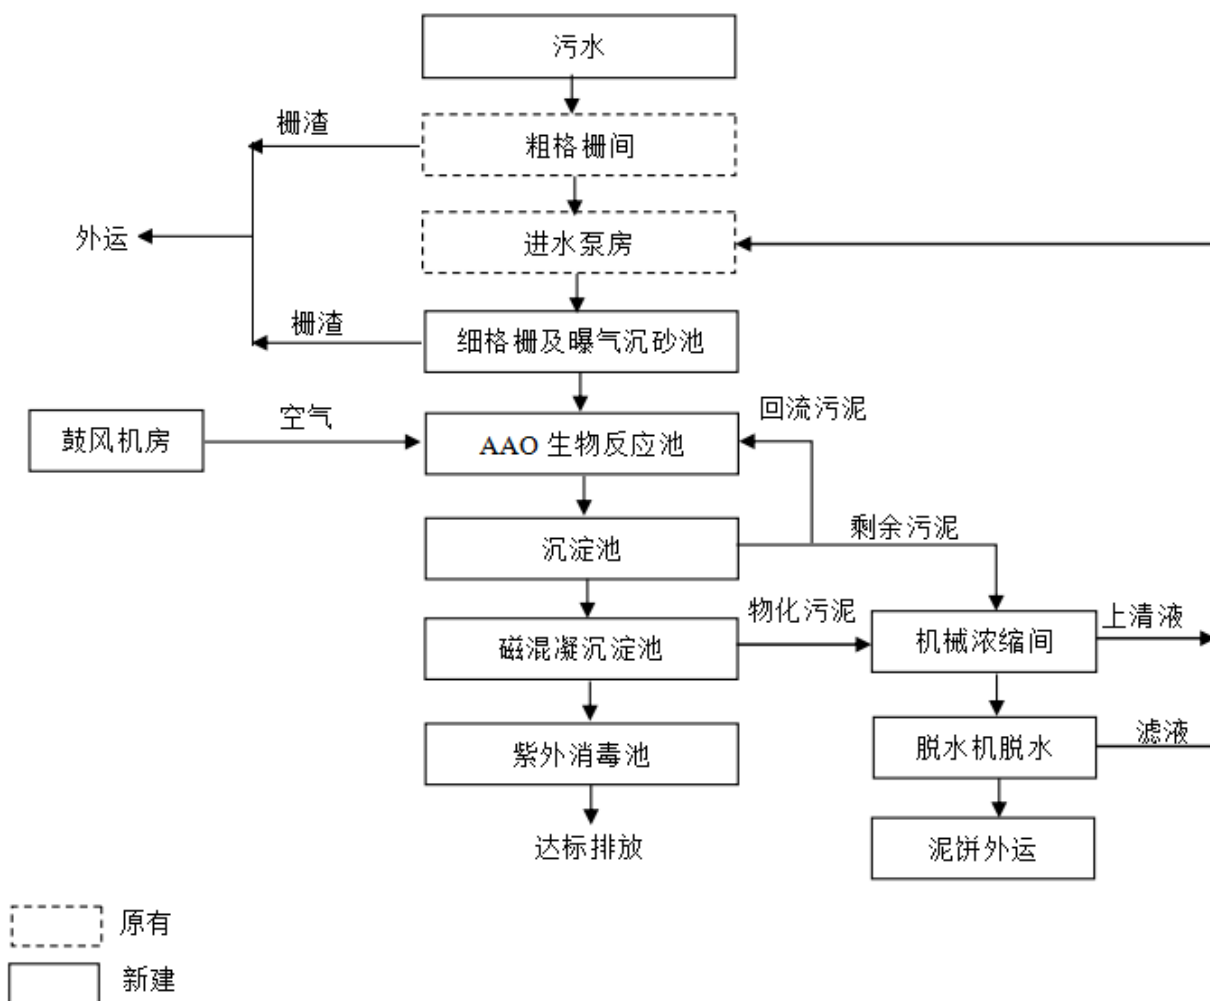 污水
栅渣
粗格栅间
外运
进水泵房
栅渣
细格栅及曝气沉砂池
鼓风机房
空气
AAO 生物反应池
回流污泥
沉淀池
剩余污泥
磁混凝沉淀池
物化污泥
机械浓缩间
上清液
紫外消毒池
脱水机脱水
滤液
达标排放
泥饼外运
原有
新建